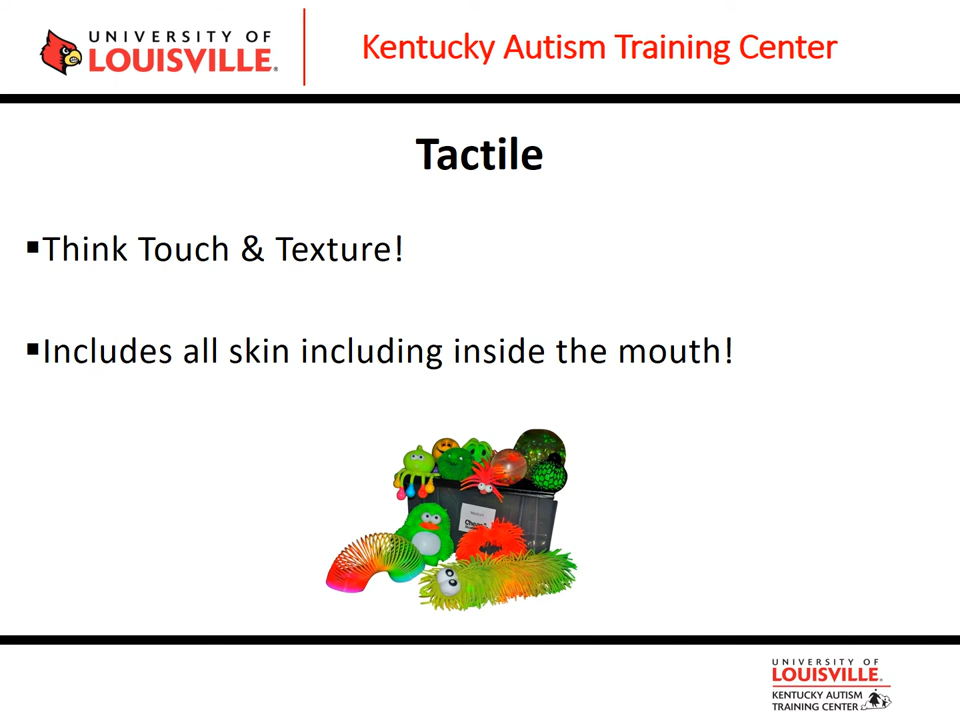 UNIVERSITY OF
LOUISVILLE.
Kentucky Autism Training Center
Tactile
▪Think Touch & Texture!
▪Includes all skin including inside the mouth!
UNIVERSITY OF
LOUISVILLE.
KENTUCKY AUTISM
TRAINING CENTER